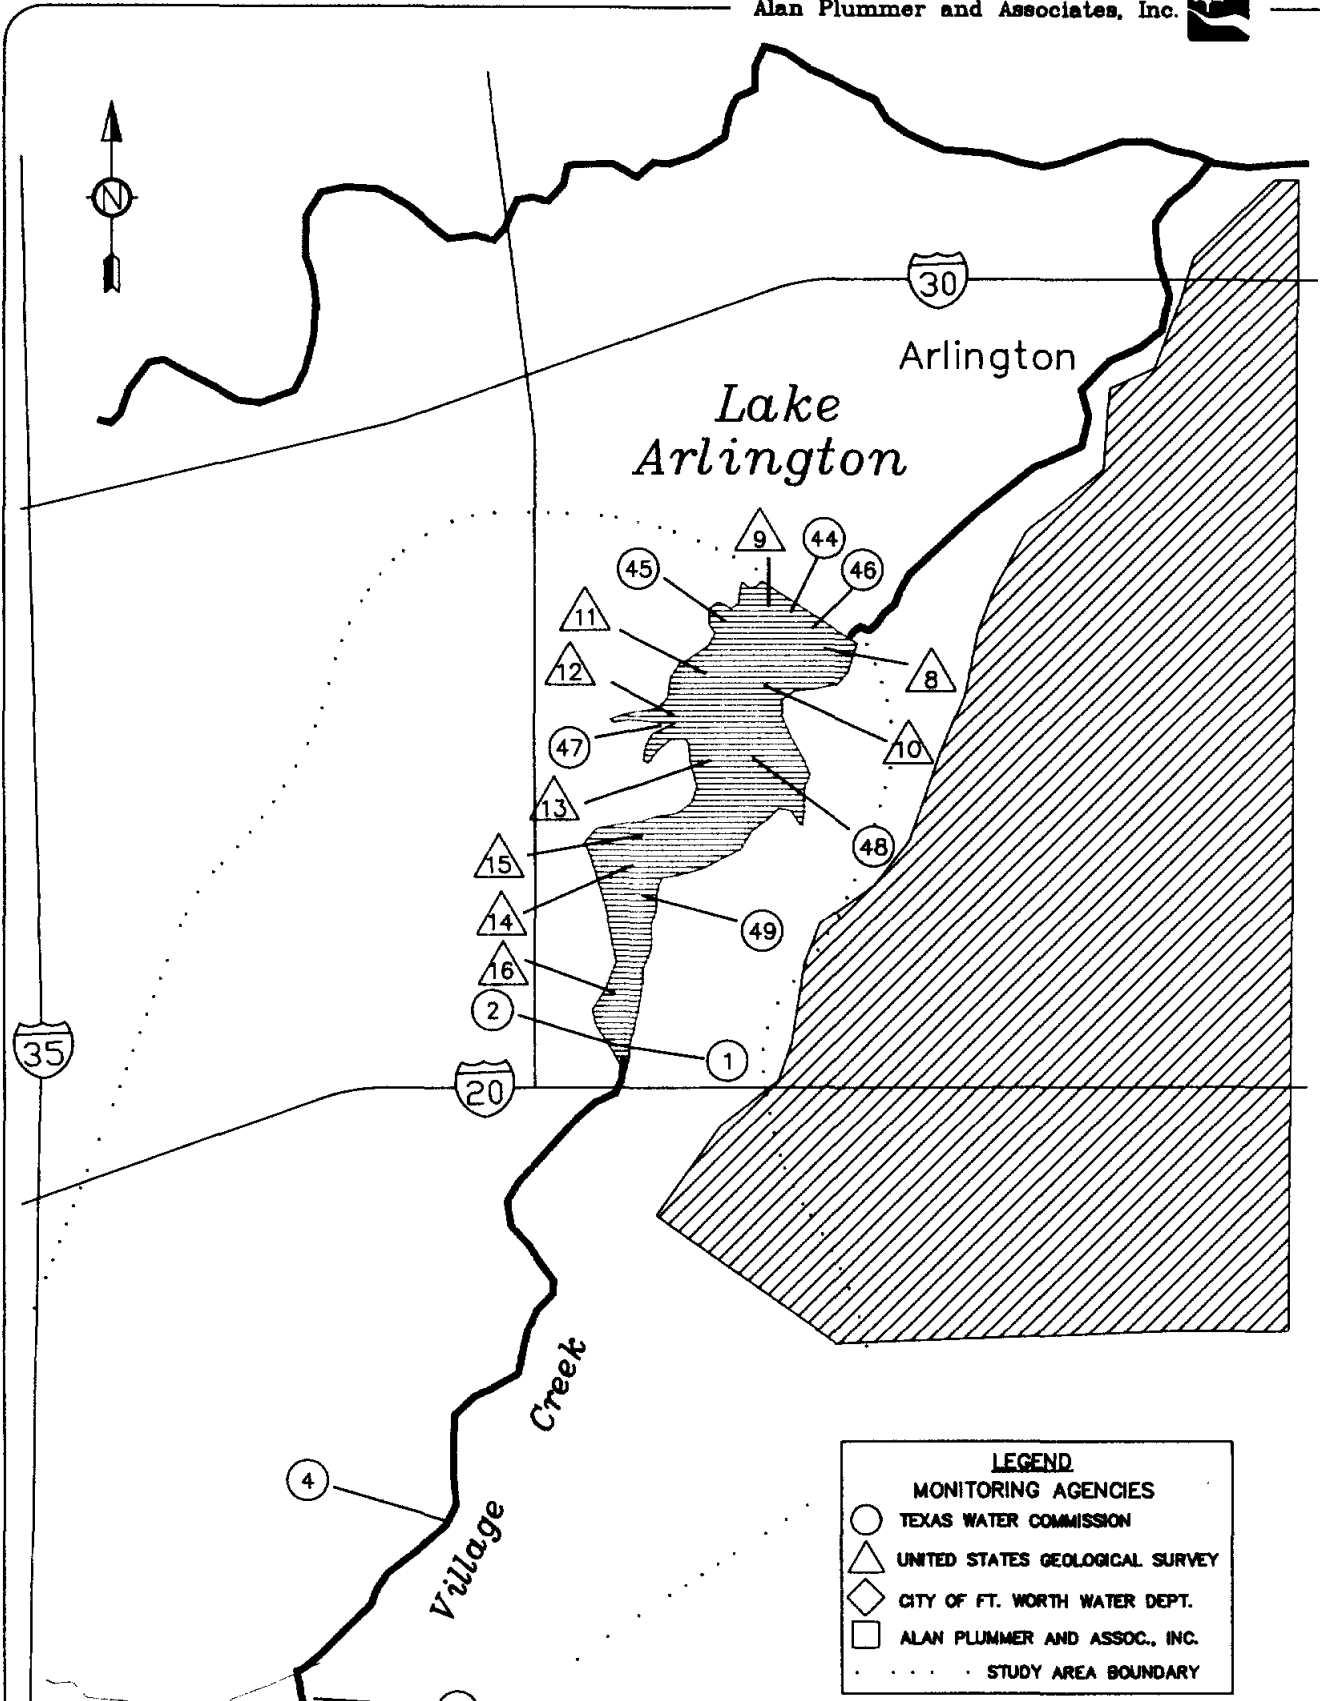 Alan Plummer and Associates, Inc.
N
30
Arlington
Lake
Arlington
9
44
45
46
11
12
8
47
10
13
48
15
14
49
16
2
1
35
20
Creek
4
Village
LEGEND
MONITORING AGENCIES
TEXAS WATER COMMISSION
UNITED STATES GEOLOGICAL SURVEY
CITY OF FT. WORTH WATER DEPT.
ALAN PLUMMER AND ASSOC., INC.
STUDY AREA BOUNDARY